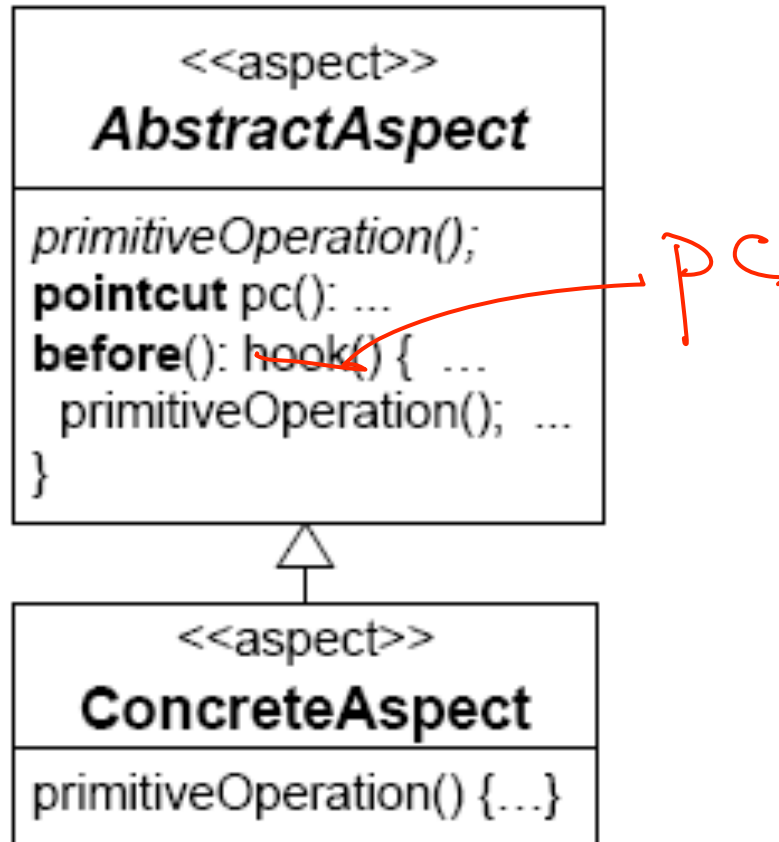 <<aspect>>
AbstractAspect
primitiveOperation();
pointcut pc(): ...
before(): hook() { ...
primitiveOperation(); ...
}
pc
<<aspect>>
ConcreteAspect
primitiveOperation() {...}